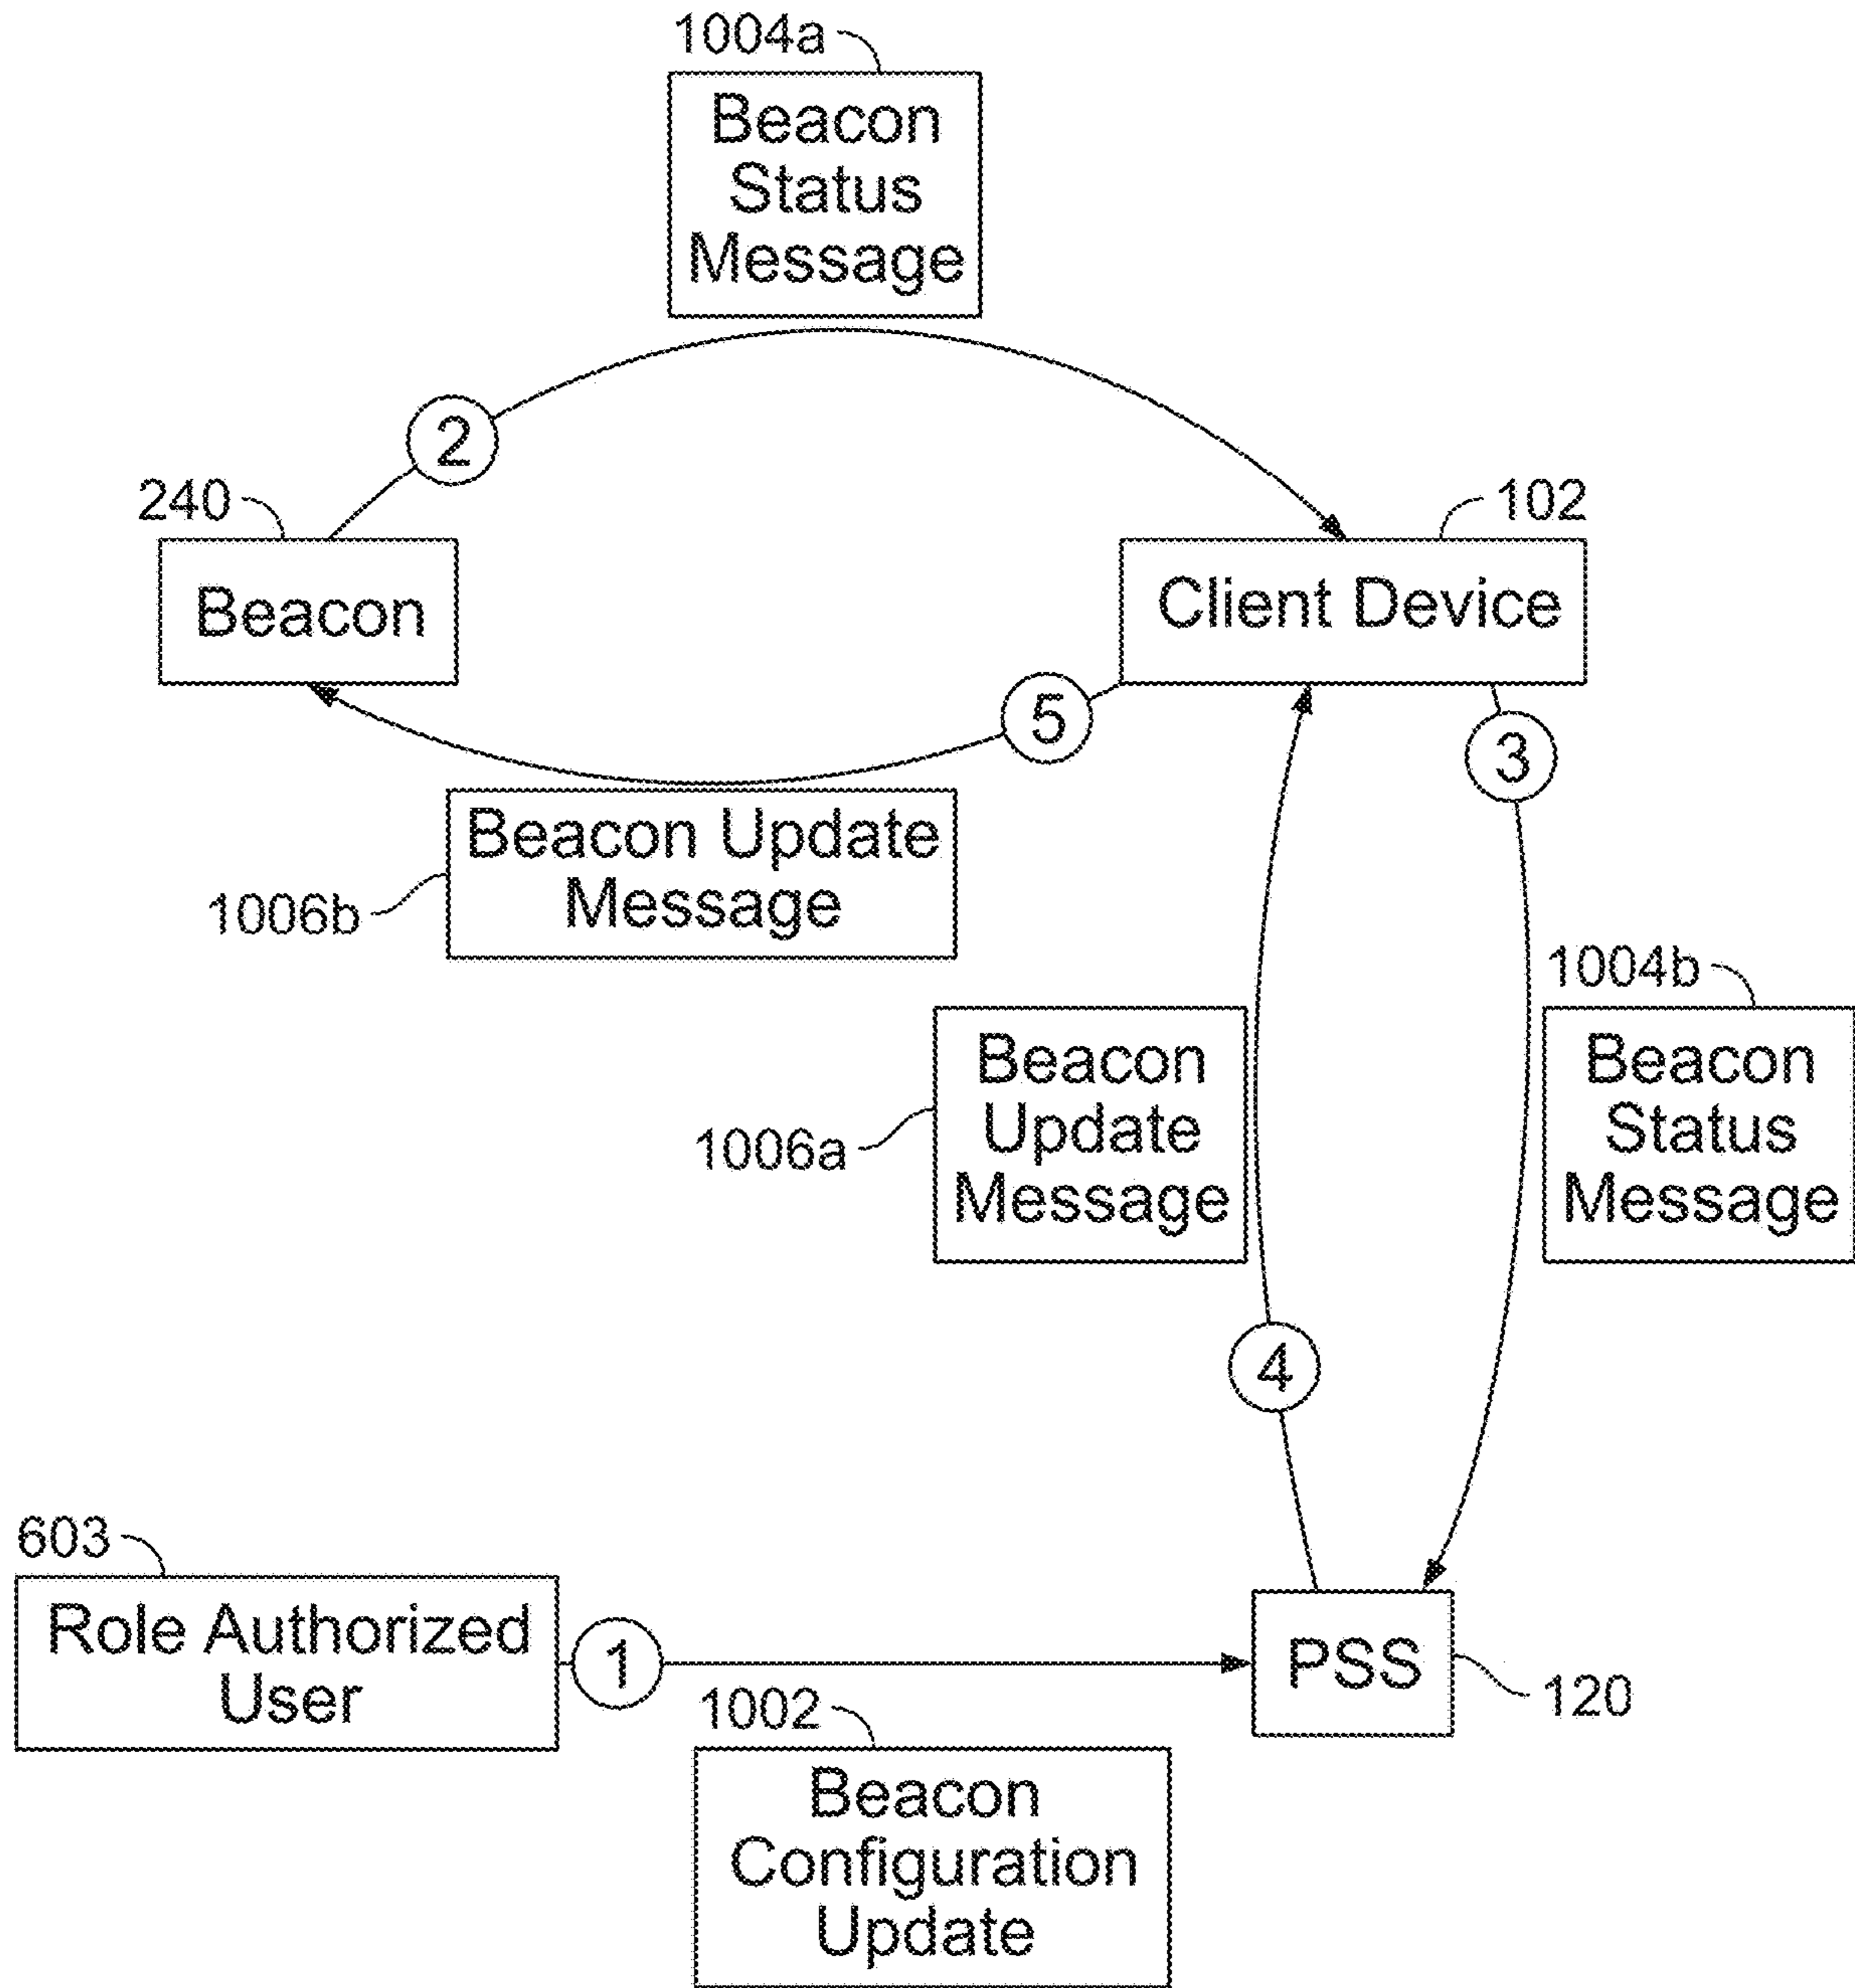 1004a
Beacon
Status
Message
2
240
102
Beacon
Client Device
5
3
Beacon Update
Message
1006b
1004b
Beacon
Update
Message
1006a
Beacon
Status
Message
4
603
Role Authorized
User
1
PSS
120
1002
Beacon
Configuration
Update